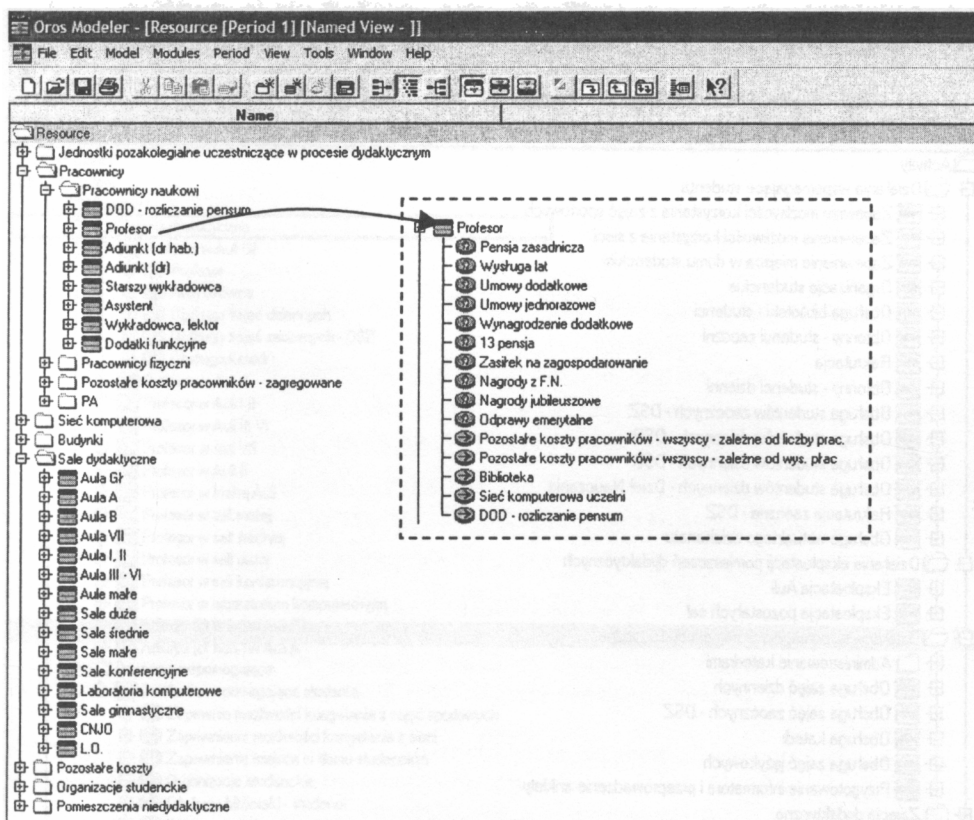 Oros Modeler - [Resource [Period 1] [Named View - ]]
File Edit Model Modules Period View Tools Window Help
Name
Resource
Jednostki pozakolegialne uczestniczące w procesie dydaktycznym
Pracownicy
Pracownicy naukowi
DOD - rozliczanie pensum
Profesor
Adiunkt (dr hab.)
Adiunkt (dr)
Starszy wykładowca
Asystent
Wykładowca, lektor
Dodatki funkcyjne
Pracownicy fizyczni
Pozostałe koszty pracowników - zagregowane
PA
Sieć komputerowa
Budynki
Sale dydaktyczne
Aula Gł
Aula A
Aula B
Aula VII
Aula I, II
Aula III - VI
Aule małe
Sale duże
Sale średnie
Sale małe
Sale konferencyjne
Laboratoria komputerowe
Sale gimnastyczne
CNJO
L.O.
Pozostałe koszty
Organizacje studenckie
Pomieszczenia niedydaktyczne
Profesor
Pensja zasadnicza
Wysługa lat
Umowy dodatkowe
Umowy jednorazowe
Wynagrodzenie dodatkowe
13 pensja
Zasiłek na zagospodarowanie
Nagrody z F.N.
Nagrody jubileuszowe
Odprawy emerytalne
Pozostałe koszty pracowników - wszyscy - zależne od liczby prac.
Pozostałe koszty pracowników - wszyscy - zależne od wys. płac
Biblioteka
Sieć komputerowa uczelni
DOD - rozliczanie pensum